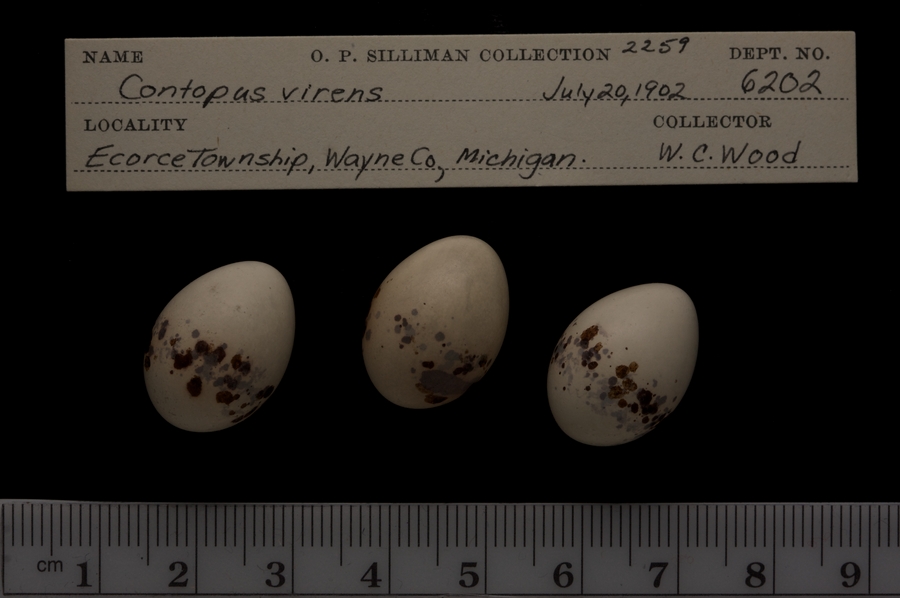 NAME O. P. SILLIMAN COLLECTION 2259 DEPT. NO.
Contopus virens July 20, 1902 6202
LOCALITY COLLECTOR
Ecorce Township, Wayne Co, Michigan. W. C. Wood
cm 1 2 3 4 5 6 7 8 9